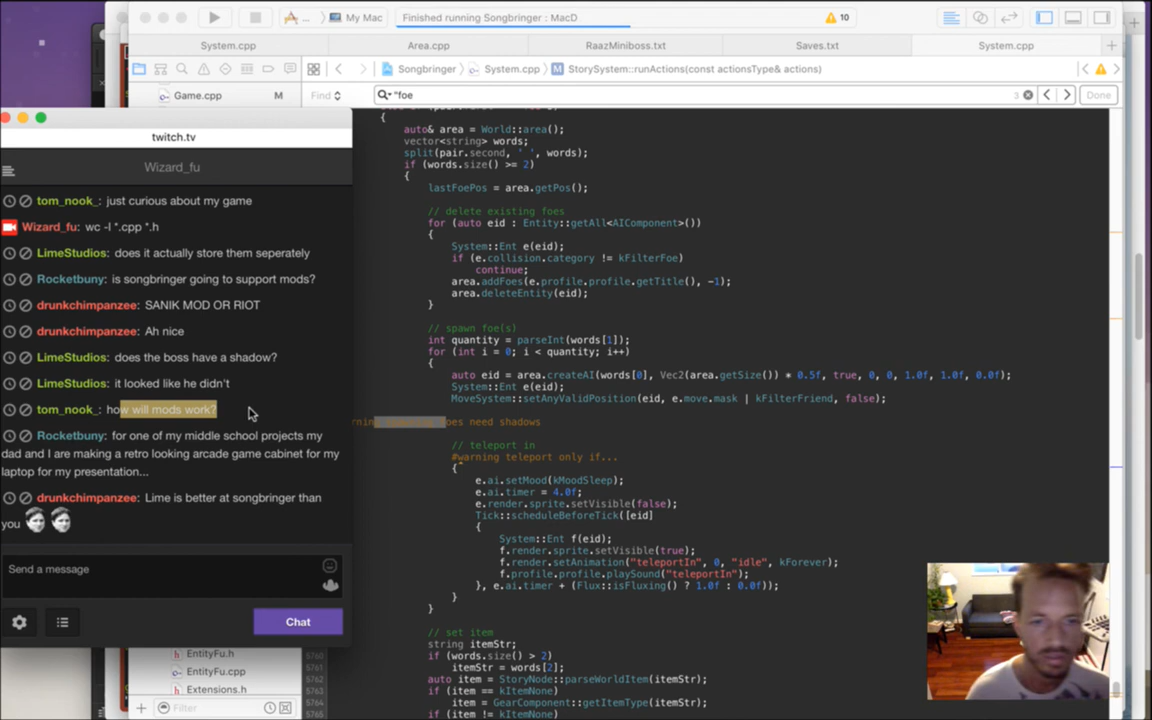 My Mac
Finished running Songbringer : MacD
10
System.cpp
Area.cpp
RaazMiniboss.txt
Saves.txt
System.cpp
Songbringer
System.cpp
StorySystem::runActions(const actionsType& actions)
Game.cpp
M
Find
"foe
3
Done
twitch.tv
Wizard_fu
tom_nook_: just curious about my game
Wizard_fu: wc -l *.cpp *.h
LimeStudios: does it actually store them seperately
Rocketbuny: is songbringer going to support mods?
drunkchimpanzee: SANIK MOD OR RIOT
drunkchimpanzee: Ah nice
LimeStudios: does the boss have a shadow?
LimeStudios: it looked like he didn't
tom_nook_: how will mods work?
Rocketbuny: for one of my middle school projects my
dad and I are making a retro looking arcade game cabinet for my
laptop for my presentation...
drunkchimpanzee: Lime is better at songbringer than
you
Send a message
Chat
EntityFu.h
EntityFu.cpp
Extensions.h
Filter
{
auto& area = World::area();
vector<string> words;
split(pair.second, ' ', words);
if (words.size() >= 2)
{
lastFoePos = area.getPos();
// delete existing foes
for (auto eid : Entity::getAll<AIComponent>())
{
System::Ent e(eid);
if (e.collision.category != kFilterFoe)
continue;
area.addFoes(e.profile.profile.getTitle(), -1);
area.deleteEntity(eid);
}
// spawn foe(s)
int quantity = parseInt(words[1]);
for (int i = 0; i < quantity; i++)
{
auto eid = area.createAI(words[0], Vec2(area.getSize()) * 0.5f, true, 0, 0, 1.0f, 1.0f, 0.0f);
System::Ent e(eid);
MoveSystem::setAnyValidPosition(eid, e.move.mask | kFilterFriend, false);
oes need shadows
// teleport in
#warning teleport only if...
{
e.ai.setMood(kMoodSleep);
e.ai.timer = 4.0f;
e.render.sprite.setVisible(false);
Tick::scheduleBeforeTick([eid]
{
System::Ent f(eid);
f.render.sprite.setVisible(true);
f.render.setAnimation("teleportIn", 0, "idle", kForever);
f.profile.profile.playSound("teleportIn");
}, e.ai.timer + (Flux::isFluxing() ? 1.0f : 0.0f));
}
}
// set item
string itemStr;
if (words.size() > 2)
itemStr = words[2];
auto item = StoryNode::parseWorldItem(itemStr);
if (item == kItemNone)
item = GearComponent::getItemType(itemStr);
if (item != kItemNone)
5760
5761
5762
5763
5764
5765